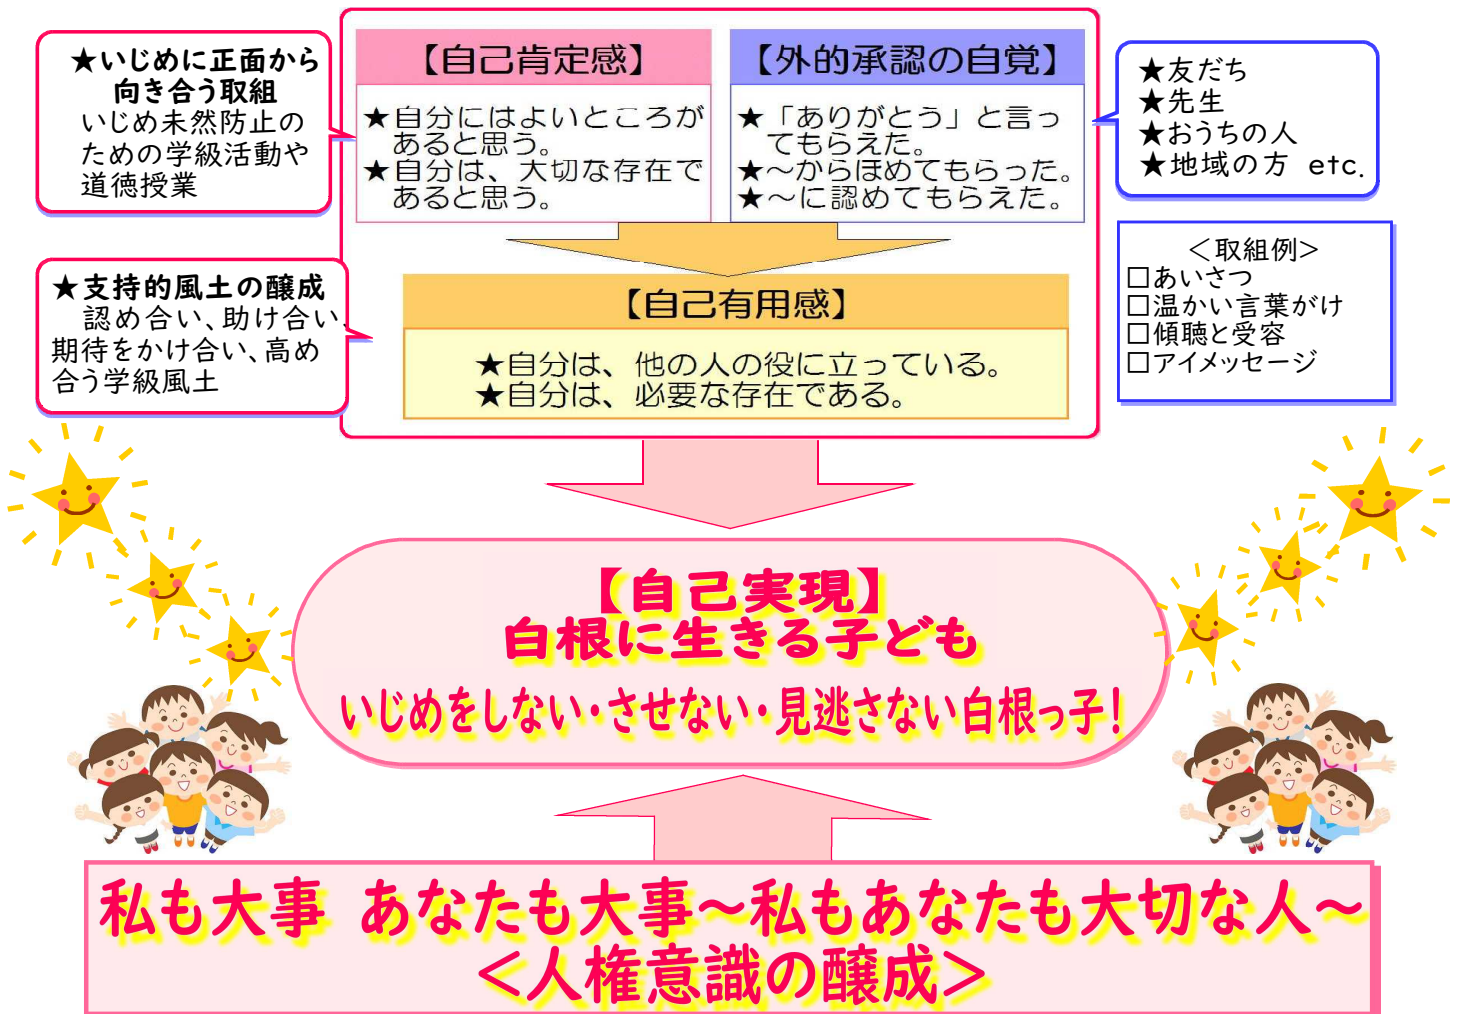 ★いじめに正面から
向き合う取組
いじめ未然防止の
ための学級活動や
道徳授業
【自己肯定感】
★自分にはよいところが
あると思う。
★自分は、大切な存在で
あると思う。
【外的承認の自覚】
★「ありがとう」と言っ
てもらえた。
★～からほめてもらった。
★～に認めてもらえた。
★友だち
★先生
★おうちの人
★地域の方 etc.
＜取組例＞
□あいさつ
□温かい言葉がけ
□傾聴と受容
□アイメッセージ
★支持的風土の醸成
認め合い、助け合い、
期待をかけ合い、高め
合う学級風土
【自己有用感】
★自分は、他の人の役に立っている。
★自分は、必要な存在である。
【自己実現】
白根に生きる子ども
いじめをしない・させない・見逃さない白根っ子！
私も大事 あなたも大事～私もあなたも大切な人～
＜人権意識の醸成＞